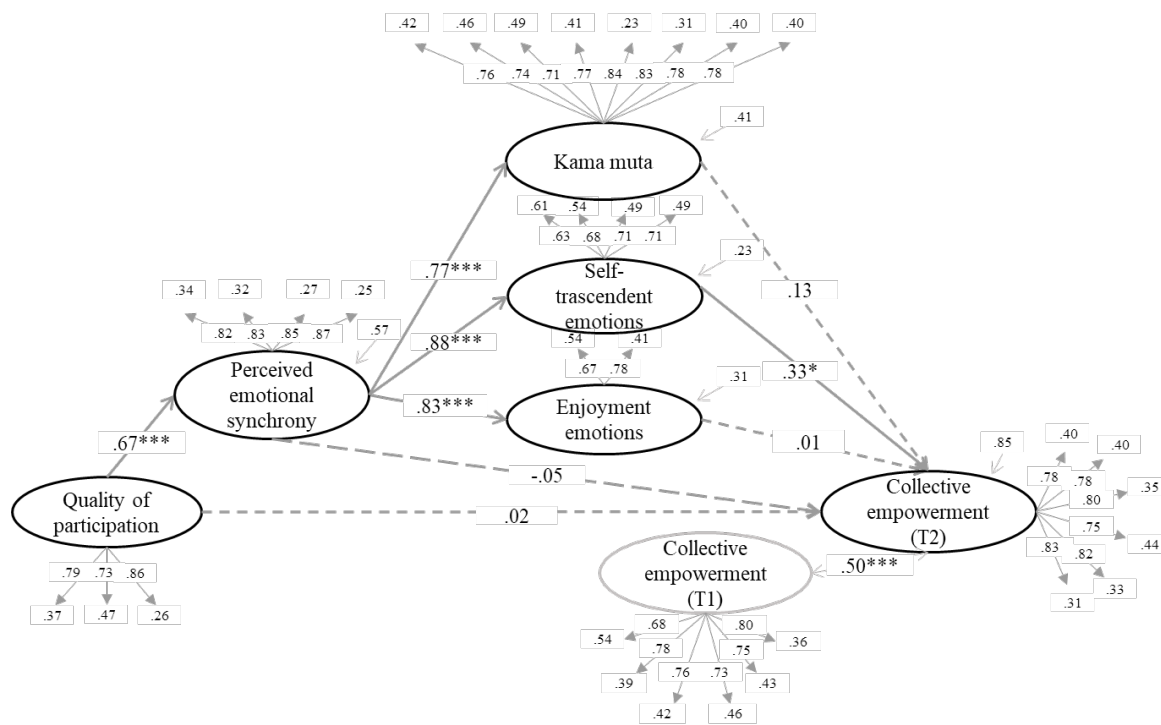 .42 .46 .49 .41 .23 .31 .40 .40
.76 .74 .71 .77 .84 .83 .78 .78
.41
Kama muta
.61 .54 .49 .49
.63 .68 .71 .71
.23
Self-
trascendent
emotions
.77***
.13
.34 .32 .27 .25
.82 .83 .85 .87
.57
.88***
.54 .41
.67 .78
.33*
.31
Perceived
emotional
synchrony
.83***
Enjoyment
emotions
.67***
.01
-.05
.85
.40 .40
.78 .78
.35
.80
Quality of
participation
.02
Collective
empowerment
(T2)
.75
.44
.83 .82
.33
.31
.79 .73 .86
.37 .47 .26
Collective
empowerment
(T1)
.50***
.68 .80
.54 .36
.78 .75
.76 .73
.39 .43
.42 .46